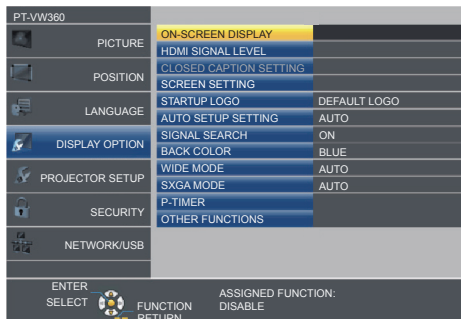 PT-VW360
PICTURE
POSITION
LANGUAGE
DISPLAY OPTION
PROJECTOR SETUP
SECURITY
NETWORK/USB
ON-SCREEN DISPLAY
HDMI SIGNAL LEVEL
CLOSED CAPTION SETTING
SCREEN SETTING
STARTUP LOGO DEFAULT LOGO
AUTO SETUP SETTING AUTO
SIGNAL SEARCH ON
BACK COLOR BLUE
WIDE MODE AUTO
SXGA MODE AUTO
P-TIMER
OTHER FUNCTIONS
ENTER
SELECT
FUNCTION
RETURN
ASSIGNED FUNCTION:
DISABLE